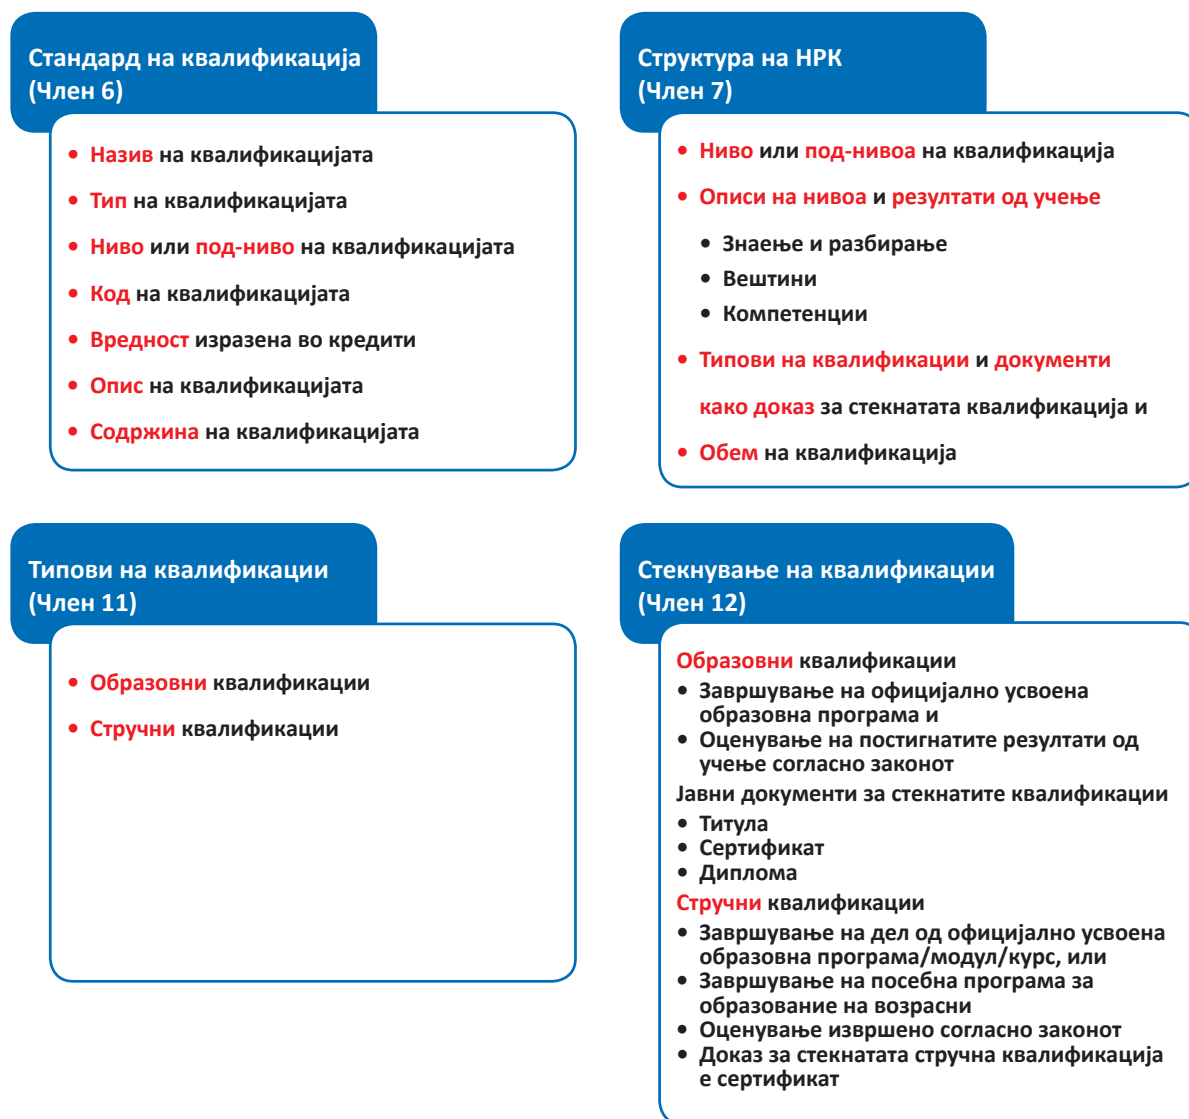 Стандард на квалификација
(Член 6)
• Назив на квалификацијата
• Тип на квалификацијата
• Ниво или под-ниво на квалификацијата
• Код на квалификацијата
• Вредност изразена во кредити
• Опис на квалификацијата
• Содржина на квалификацијата
Структура на НРК
(Член 7)
• Ниво или под-нивоа на квалификација
• Описи на нивоа и резултати од учење
• Знаење и разбирање
• Вештини
• Компетенции
• Типови на квалификации и документи
како доказ за стекнатата квалификација и
• Обем на квалификација
Типови на квалификации
(Член 11)
• Образовни квалификации
• Стручни квалификации
Стекнување на квалификации
(Член 12)
Образовни квалификации
• Завршување на официјално усвоена
образовна програма и
• Оценување на постигнатите резултати од
учење согласно законот
Јавни документи за стекнатите квалификации
• Титула
• Сертификат
• Диплома
Стручни квалификации
• Завршување на дел од официјално усвоена
образовна програма/модул/курс, или
• Завршување на посебна програма за
образование на возрасни
• Оценување извршено согласно законот
• Доказ за стекнатата стручна квалификација
е сертификат